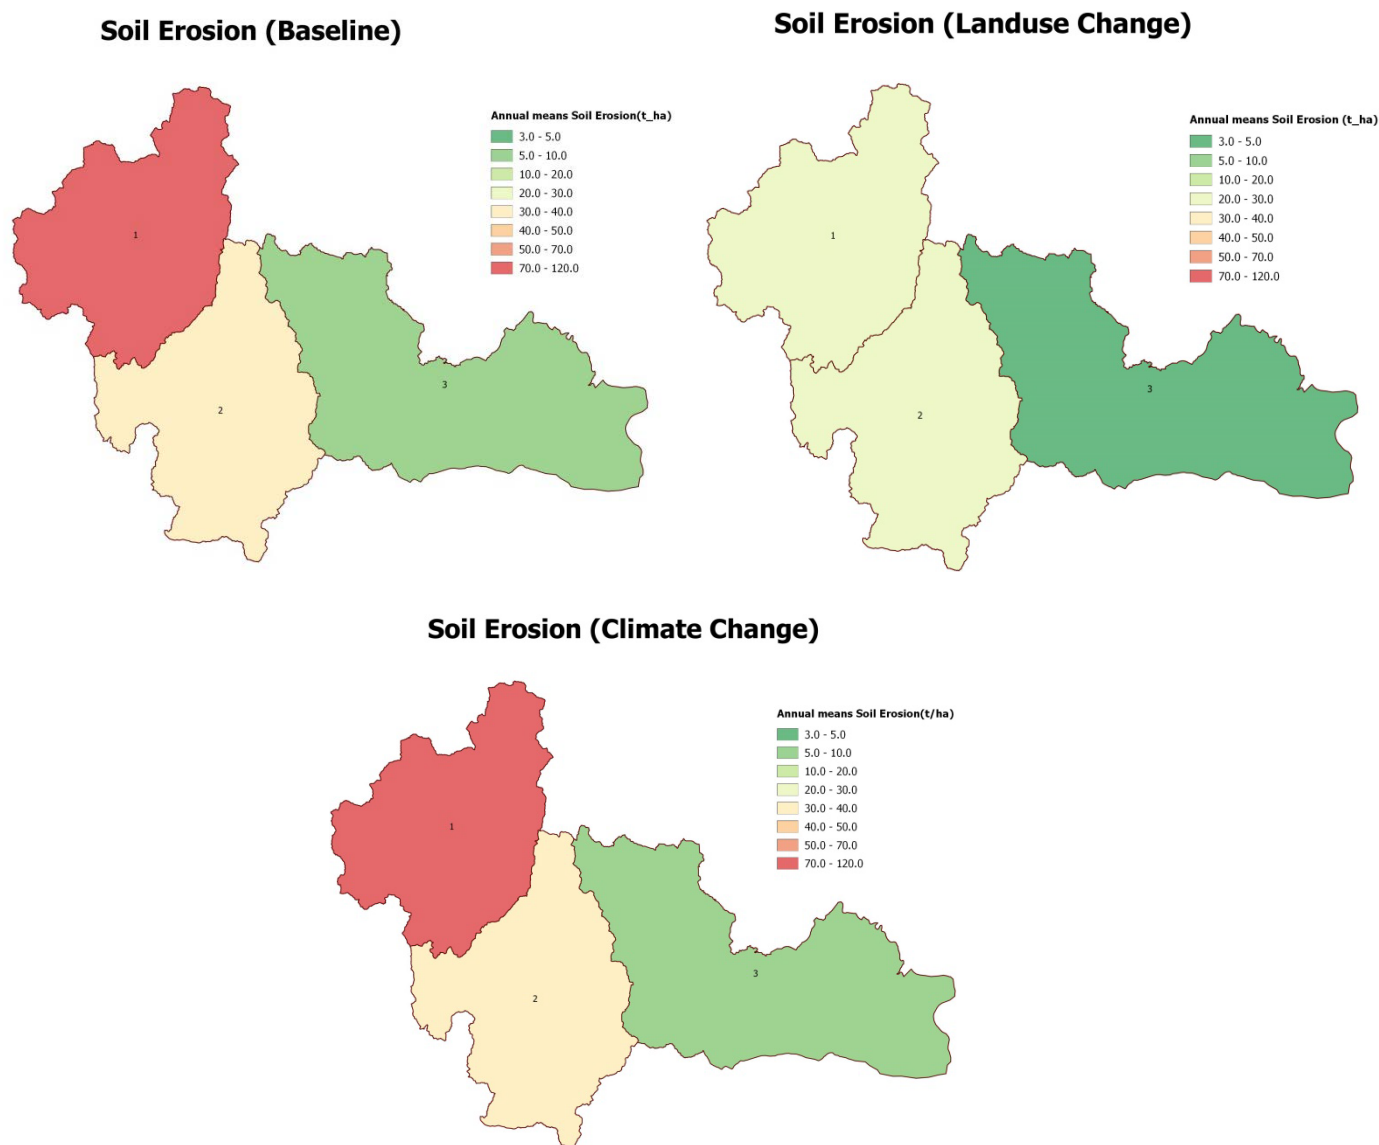 Soil Erosion (Baseline)
Annual means Soil Erosion(t_ha)
3.0 - 5.0
5.0 - 10.0
10.0 - 20.0
20.0 - 30.0
30.0 - 40.0
40.0 - 50.0
50.0 - 70.0
70.0 - 120.0
1
2
3
Soil Erosion (Landuse Change)
Annual means Soil Erosion (t_ha)
3.0 - 5.0
5.0 - 10.0
10.0 - 20.0
20.0 - 30.0
30.0 - 40.0
40.0 - 50.0
50.0 - 70.0
70.0 - 120.0
1
2
3
Soil Erosion (Climate Change)
Annual means Soil Erosion(t/ha)
3.0 - 5.0
5.0 - 10.0
10.0 - 20.0
20.0 - 30.0
30.0 - 40.0
40.0 - 50.0
50.0 - 70.0
70.0 - 120.0
1
2
3